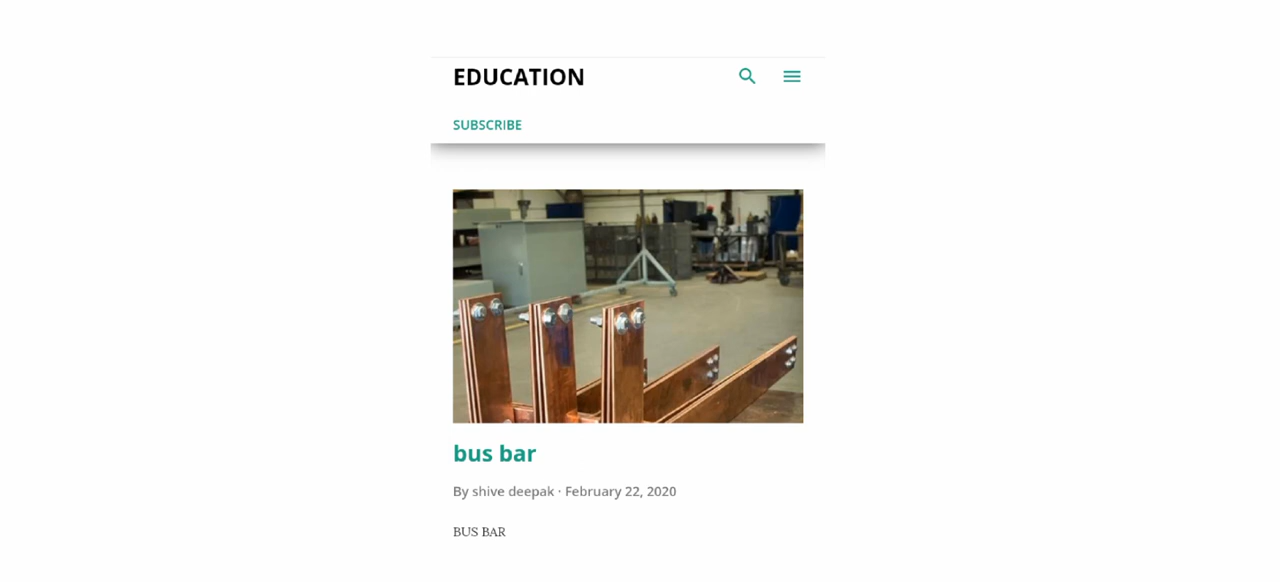 EDUCATION
SUBSCRIBE
bus bar
By shive deepak · February 22, 2020
BUS BAR